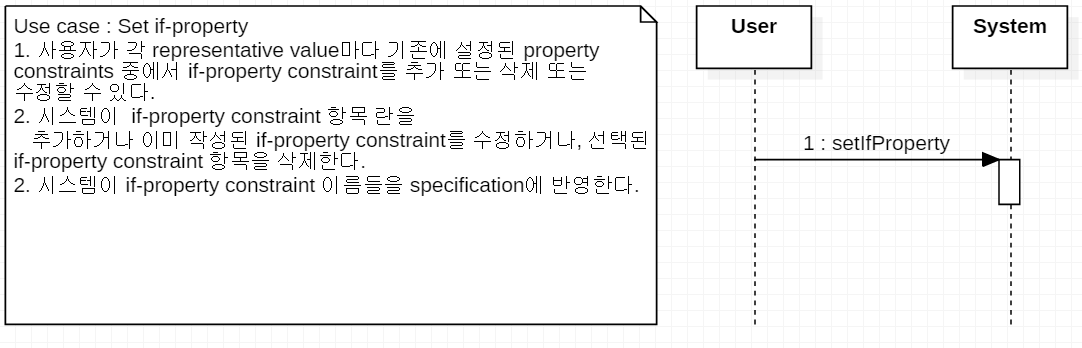 Use case : Set if-property
1. 사용자가 각 representative value마다 기존에 설정된 property
constraints 중에서 if-property constraint를 추가 또는 삭제 또는
수정할 수 있다.
2. 시스템이  if-property constraint 항목 란을
추가하거나 이미 작성된 if-property constraint를 수정하거나, 선택된
if-property constraint 항목을 삭제한다.
2. 시스템이 if-property constraint 이름들을 specification에 반영한다.
User
System
1 : setIfProperty